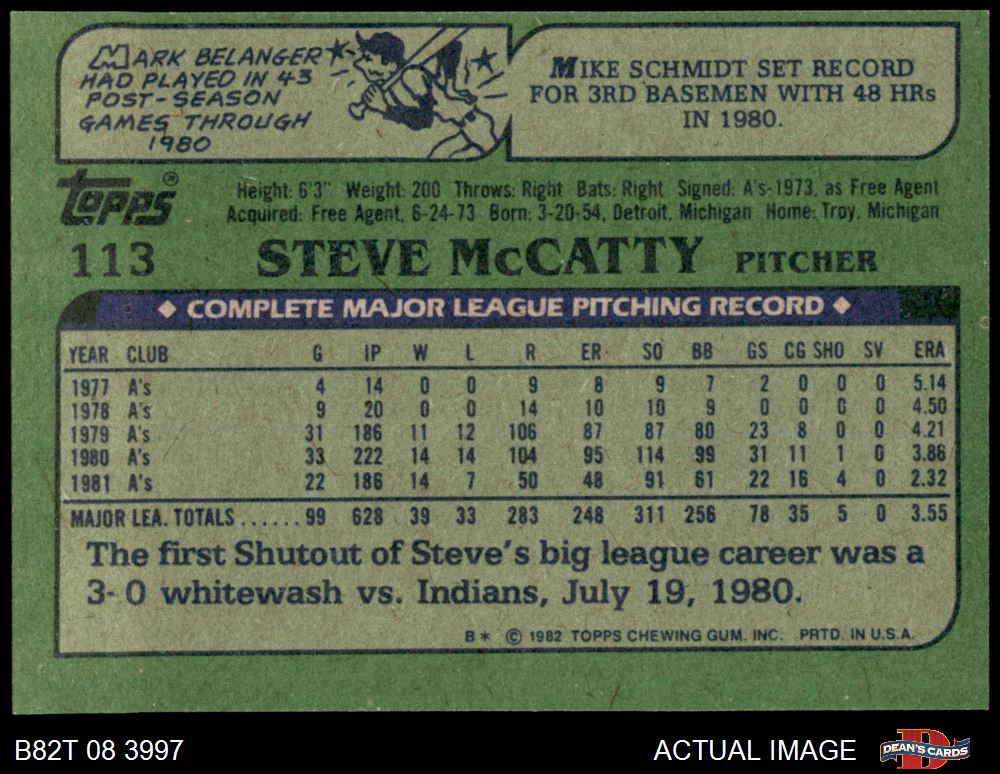 MARK BELANGER
HAD PLAYED IN 43
POST-SEASON
GAMES THROUGH
1980
MIKE SCHMIDT SET RECORD
FOR 3RD BASEMEN WITH 48 HRs
IN 1980.
topps®
Height: 6'3" Weight: 200 Throws: Right Bats: Right Signed: A's-1973, as Free Agent
Acquired: Free Agent, 6-24-73 Born: 3-20-54, Detroit, Michigan Home: Troy, Michigan
113 STEVE McCATTY PITCHER
◆ COMPLETE MAJOR LEAGUE PITCHING RECORD ◆
YEAR CLUB G IP W L R ER SO BB GS CG SHO SV ERA
1977 A's 4 14 0 0 9 8 9 7 2 0 0 0 5.14
1978 A's 9 20 0 0 14 10 10 9 0 0 0 0 4.50
1979 A's 31 186 11 12 106 87 87 80 23 8 0 0 4.21
1980 A's 33 222 14 14 104 95 114 99 31 11 1 0 3.86
1981 A's 22 186 14 7 50 48 91 61 22 16 4 0 2.32
MAJOR LEA. TOTALS ...... 99 628 39 33 283 248 311 256 78 35 5 0 3.55
The first Shutout of Steve's big league career was a
3-0 whitewash vs. Indians, July 19, 1980.
B* © 1982 TOPPS CHEWING GUM, INC. PRTD. IN U.S.A.
B82T 08 3997 ACTUAL IMAGE DEAN'S CARDS